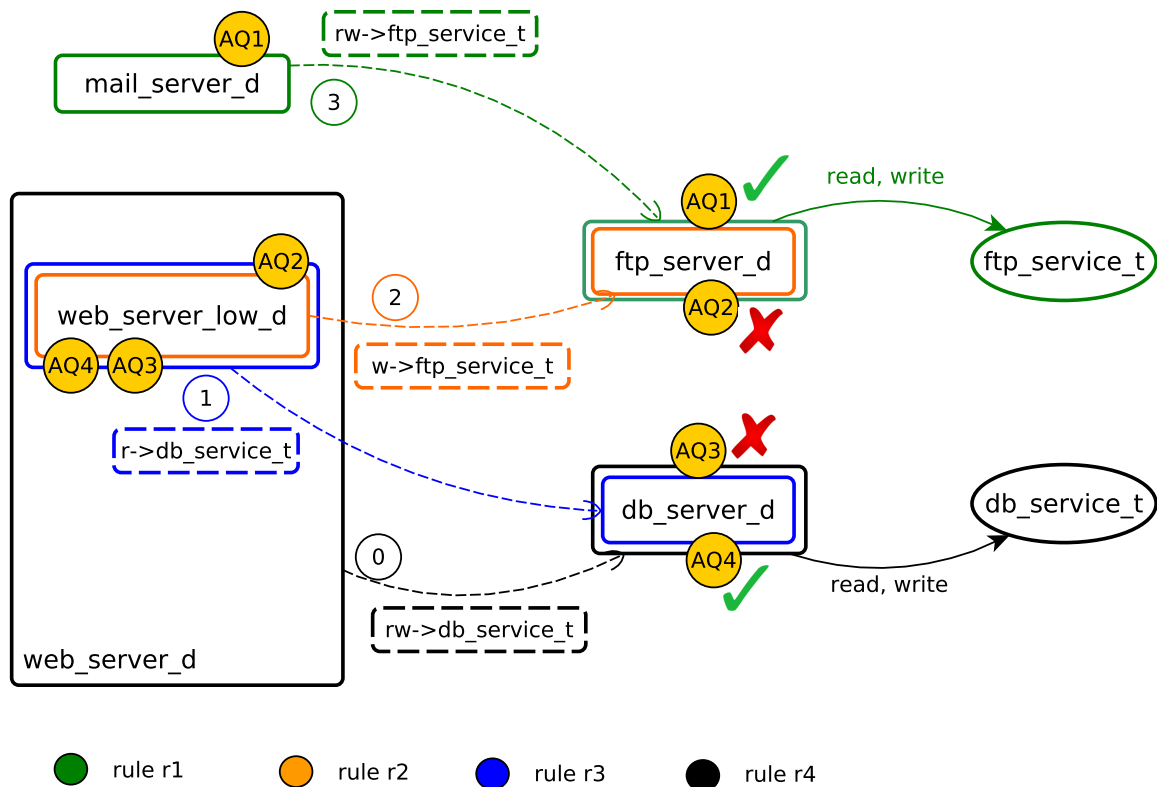 AQ1
rw->ftp_service_t
mail_server_d
3
AQ1
read, write
AQ2
ftp_server_d
ftp_service_t
2
AQ2
web_server_low_d
w->ftp_service_t
AQ4
AQ3
1
r->db_service_t
AQ3
db_server_d
db_service_t
0
AQ4
read, write
rw->db_service_t
web_server_d
rule r1
rule r2
rule r3
rule r4